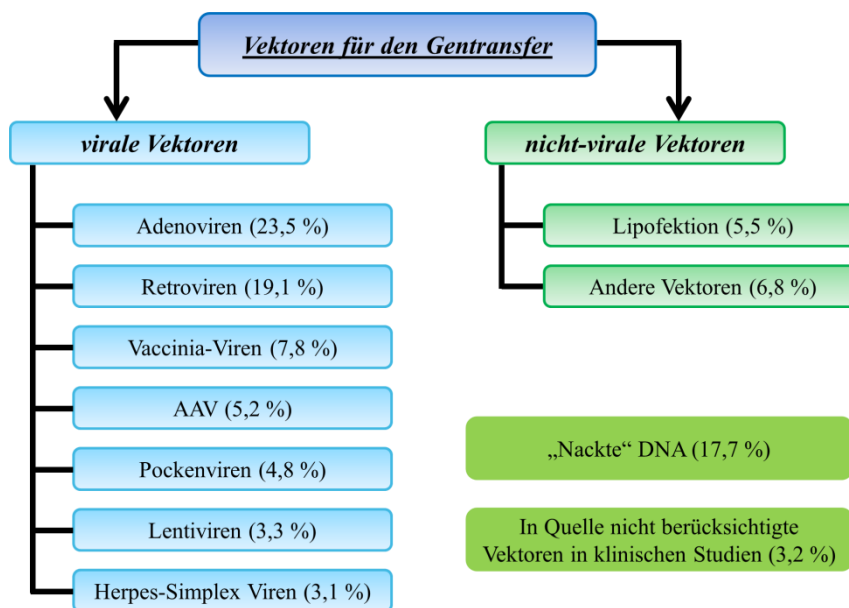 Vektoren für den Gentransfer
virale Vektoren
Adenoviren (23,5 %)
Retroviren (19,1 %)
Vaccinia-Viren (7,8 %)
AAV (5,2 %)
Pockenviren (4,8 %)
Lentiviren (3,3 %)
Herpes-Simplex Viren (3,1 %)
nicht-virale Vektoren
Lipofektion (5,5 %)
Andere Vektoren (6,8 %)
„Nackte“ DNA (17,7 %)
In Quelle nicht berücksichtigte
Vektoren in klinischen Studien (3,2 %)